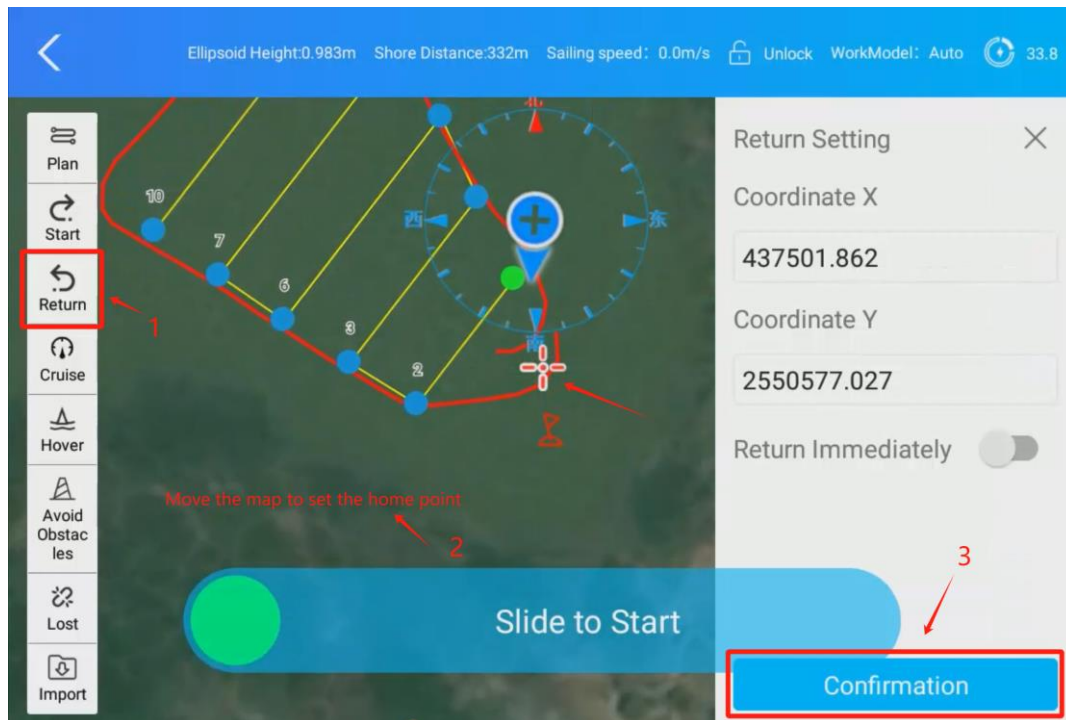 Ellipsoid Height:0.983m Shore Distance:332m Sailing speed: 0.0m/s Unlock WorkModel: Auto 33.8
Plan
Start
Return
Cruise
Hover
Avoid
Obstac
les
Lost
Import
北
西
东
南
10
7
6
3
2
1
Move the map to set the home point
2
Slide to Start
Return Setting
Coordinate X
437501.862
Coordinate Y
2550577.027
Return Immediately
3
Confirmation